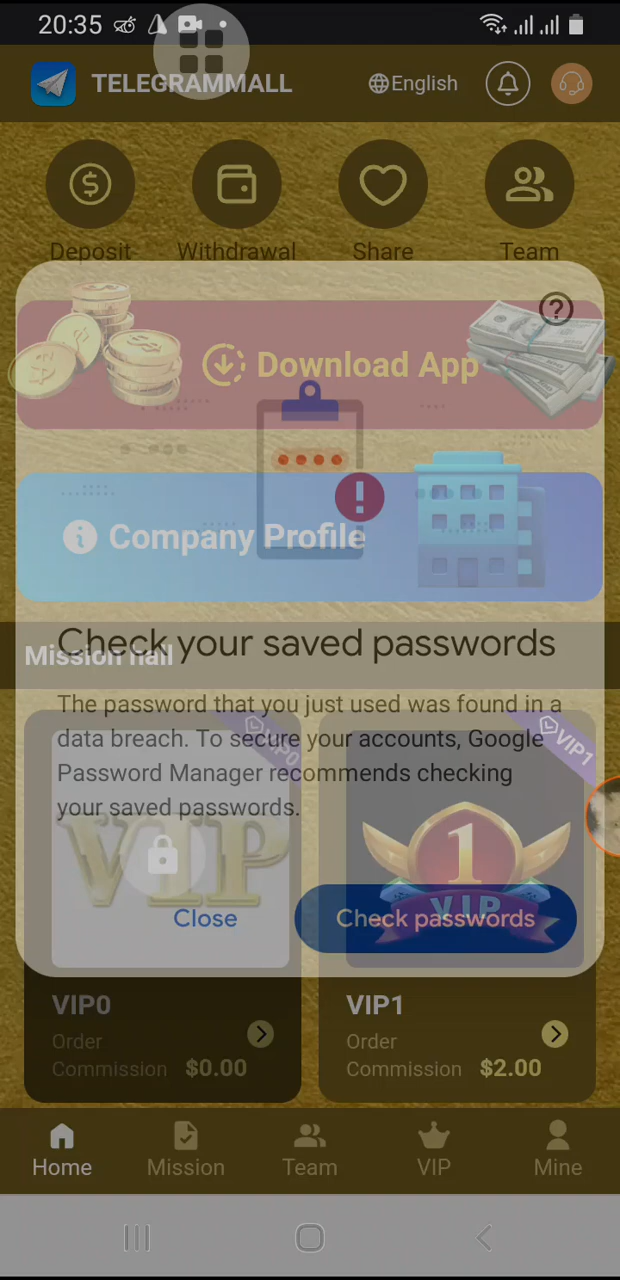 20:35
TELEGRAMMALL
English
Deposit Withdrawal Share Team
Download App
Company Profile
Check your saved passwords
Mission hall
The password that you just used was found in a
data breach. To secure your accounts, Google
Password Manager recommends checking
your saved passwords.
VIP0
VIP1
VIP
1
VIP
Close
Check passwords
VIP0
Order
Commission $0.00
VIP1
Order
Commission $2.00
Home Mission Team VIP Mine